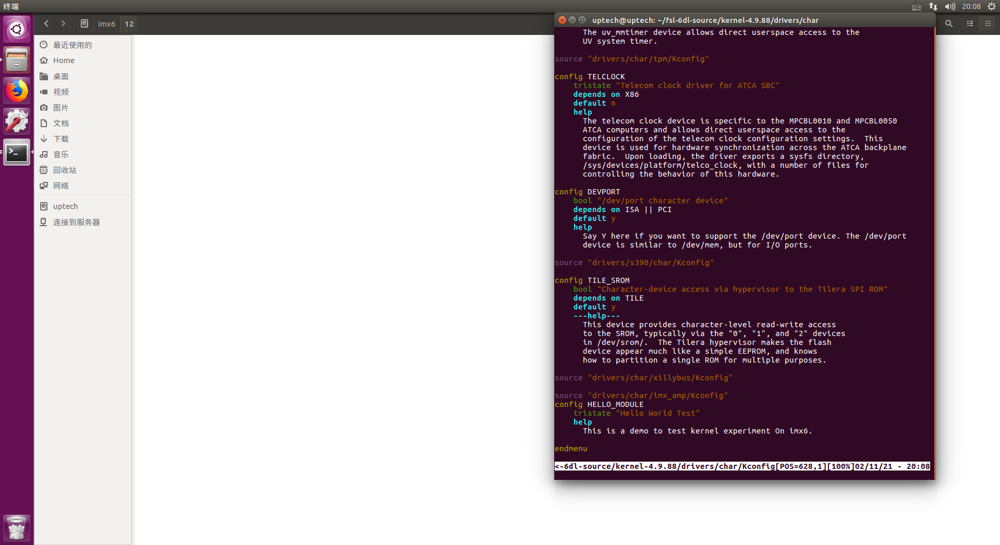 终端
20:08
imx6 12
最近使用的
Home
桌面
视频
图片
文档
下载
音乐
回收站
网络
uptech
连接到服务器
uptech@uptech: ~/fsl-6dl-source/kernel-4.9.88/drivers/char
The uv_mmtimer device allows direct userspace access to the
UV system timer.
source "drivers/char/tpm/Kconfig"
config TELCLOCK
tristate "Telecom clock driver for ATCA SBC"
depends on X86
default n
help
The telecom clock device is specific to the MPCBL0010 and MPCBL0050
ATCA computers and allows direct userspace access to the
configuration of the telecom clock configuration settings.  This
device is used for hardware synchronization across the ATCA backplane
fabric.  Upon loading, the driver exports a sysfs directory,
/sys/devices/platform/telco_clock, with a number of files for
controlling the behavior of this hardware.
config DEVPORT
bool "/dev/port character device"
depends on ISA || PCI
default y
help
Say Y here if you want to support the /dev/port device. The /dev/port
device is similar to /dev/mem, but for I/O ports.
source "drivers/s390/char/Kconfig"
config TILE_SROM
bool "Character-device access via hypervisor to the Tilera SPI ROM"
depends on TILE
default y
---help---
This device provides character-level read-write access
to the SROM, typically via the "0", "1", and "2" devices
in /dev/srom/.  The Tilera hypervisor makes the flash
device appear much like a simple EEPROM, and knows
how to partition a single ROM for multiple purposes.
source "drivers/char/xillybus/Kconfig"
source "drivers/char/imx_amp/Kconfig"
config HELLO_MODULE
tristate "Hello World Test"
help
This is a demo to test kernel experiment On imx6.
endmenu
<-6dl-source/kernel-4.9.88/drivers/char/Kconfig[POS=628,1][100%]02/11/21 - 20:08